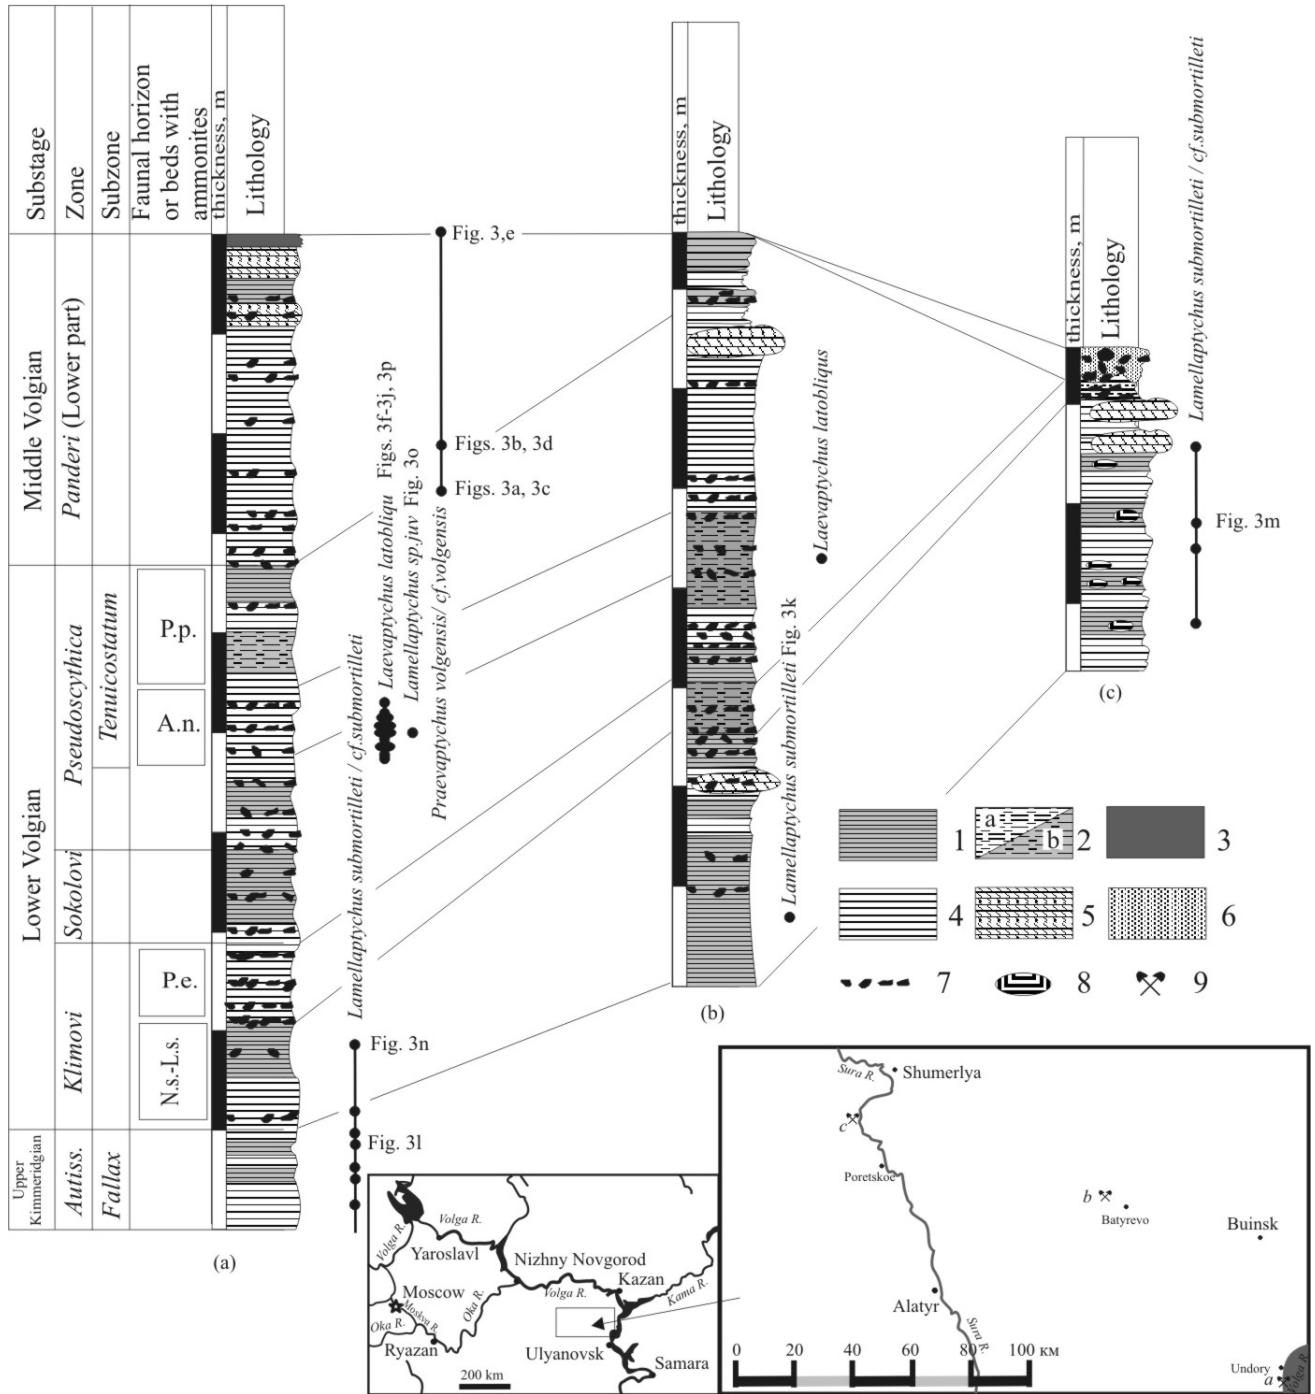 Substage
Zone
Subzone
Faunal horizon
or beds with
ammonites
thickness, m
Lithology
Middle Volgian
Lower Volgian
Upper
Kimmeridgian
Panderi (Lower part)
Pseudoscythica
Sokolovi
Klimovi
Autiss.
Tenuicostatum
Fallax
P.p.
A.n.
P.e.
N.s.-L.s.
(a)
Lamellaptychus submortilleti / cf.submortilleti
Laevaptychus latobliqu Figs. 3f-3j, 3p
Lamellaptychus sp.juv Fig. 3o
Praevaptychus volgensis/ cf.volgensis
Fig. 3,e
Figs. 3b, 3d
Figs. 3a, 3c
Fig. 3n
Fig. 3l
thickness, m
Lithology
Laevaptychus latobliqus
Lamellaptychus submortilleti Fig. 3k
(b)
thickness, m
Lithology
Lamellaptychus submortilleti / cf.submortilleti
Fig. 3m
(c)
1
a
b
2
3
4
5
6
7
8
9
Volga R.
Volga R.
Yaroslavl
Nizhny Novgorod
Moscow
Moskva R.
Oka R.
Oka R.
Volga R.
Kazan
Kama R.
Ryazan
Ulyanovsk
Samara
200 km
Sura R.
Shumerlya
c
Poretskoe
b
Batyrevo
Buinsk
Alatyr
Sura R.
Undory
a
Volga R.
0 20 40 60 80 100 км